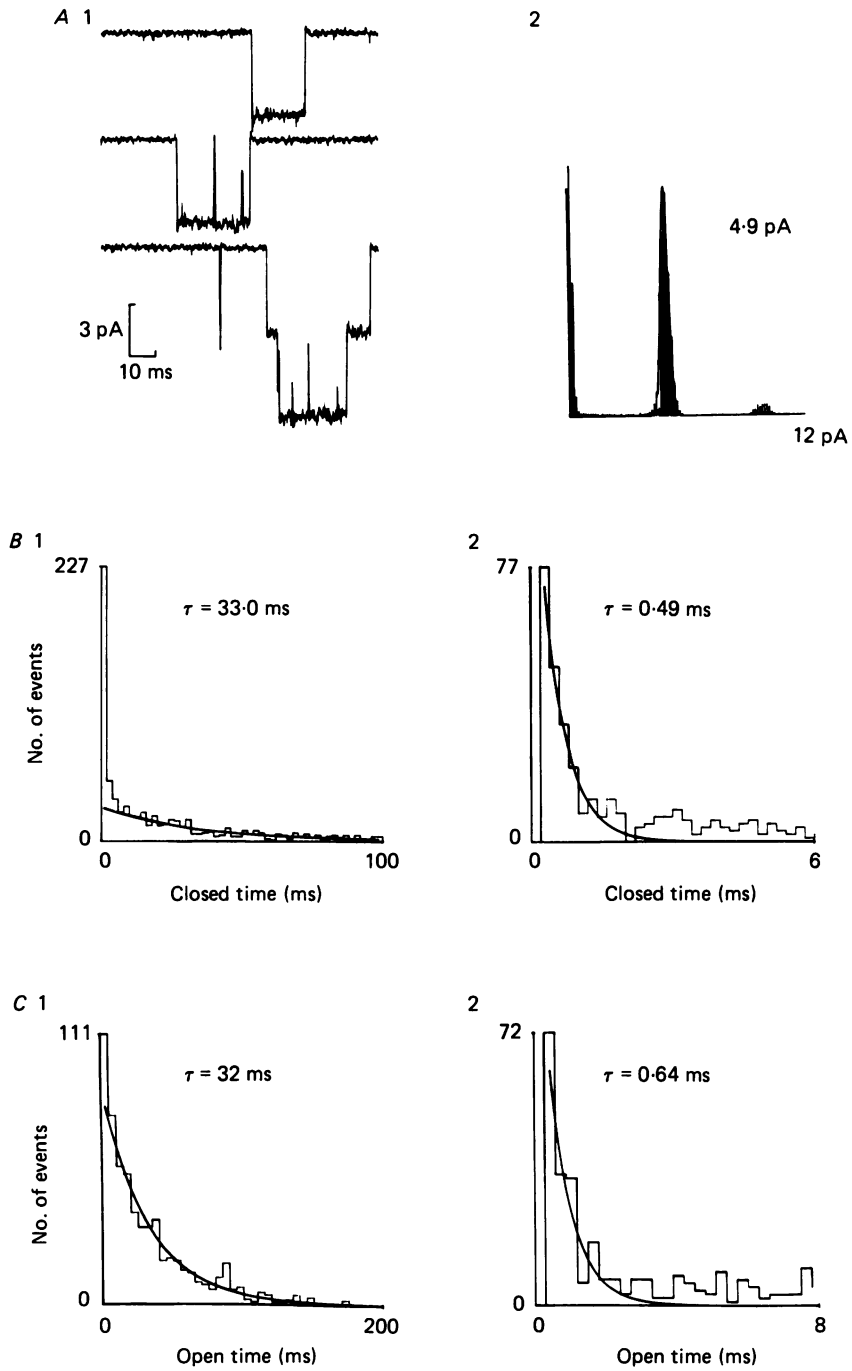 A 1
2
3 pA
10 ms
4·9 pA
12 pA
B 1
227
τ = 33·0 ms
No. of events
0
0
100
Closed time (ms)
2
77
τ = 0·49 ms
0
0
6
Closed time (ms)
C 1
111
τ = 32 ms
No. of events
0
0
200
Open time (ms)
2
72
τ = 0·64 ms
0
0
8
Open time (ms)